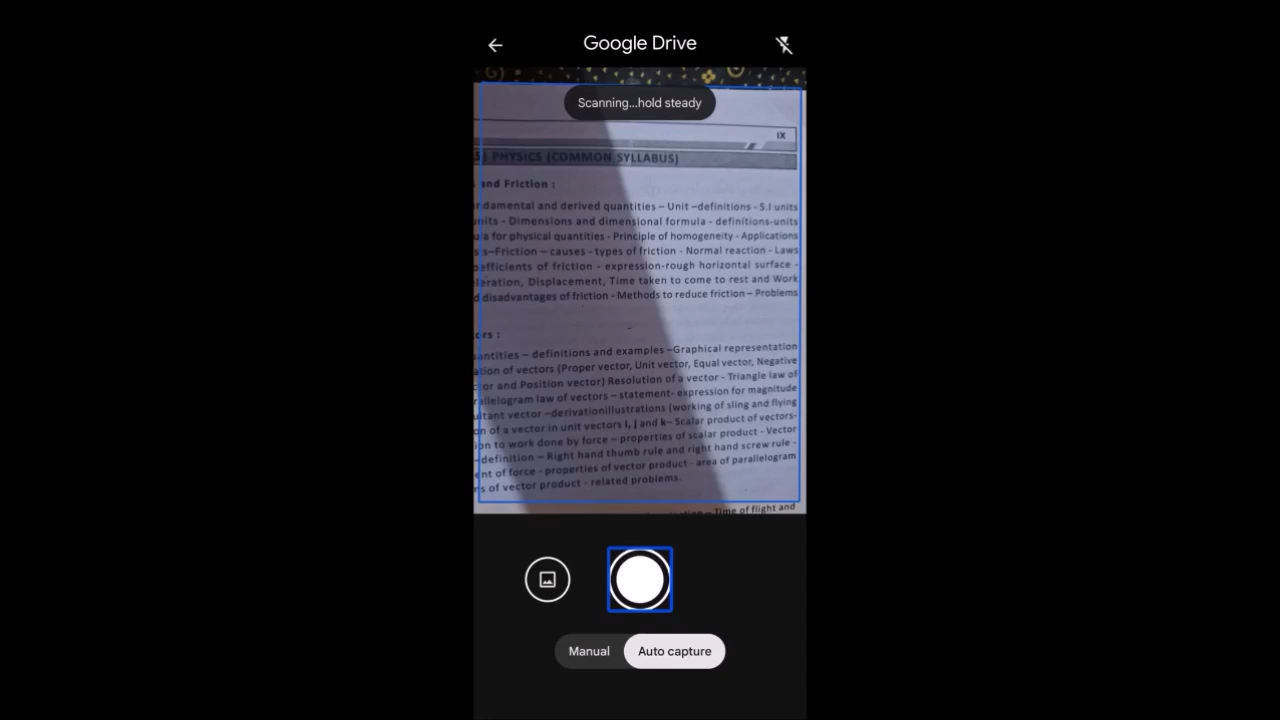 Google Drive
Scanning...hold steady
IX
PHYSICS (COMMON SYLLABUS)
and Friction :
damental and derived quantities – Unit –definitions - S.I units
nits - Dimensions and dimensional formula - definitions-units
for physical quantities - Principle of homogeneity - Applications
s–Friction – causes - types of friction - Normal reaction - Laws
efficients of friction - expression-rough horizontal surface -
leration, Displacement, Time taken to come to rest and Work
d disadvantages of friction - Methods to reduce friction – Problems
ors :
antities – definitions and examples –Graphical representation
ation of vectors (Proper vector, Unit vector, Equal vector, Negative
ctor and Position vector) Resolution of a vector - Triangle law of
rallelogram law of vectors – statement- expression for magnitude
ultant vector –derivationillustrations (working of sling and flying
on of a vector in unit vectors i, j and k– Scalar product of vectors-
ion to work done by force – properties of scalar product - Vector
–definition – Right hand thumb rule and right hand screw rule -
ent of force - properties of vector product - area of parallelogram
rs of vector product - related problems.
– Time of flight and
Manual
Auto capture